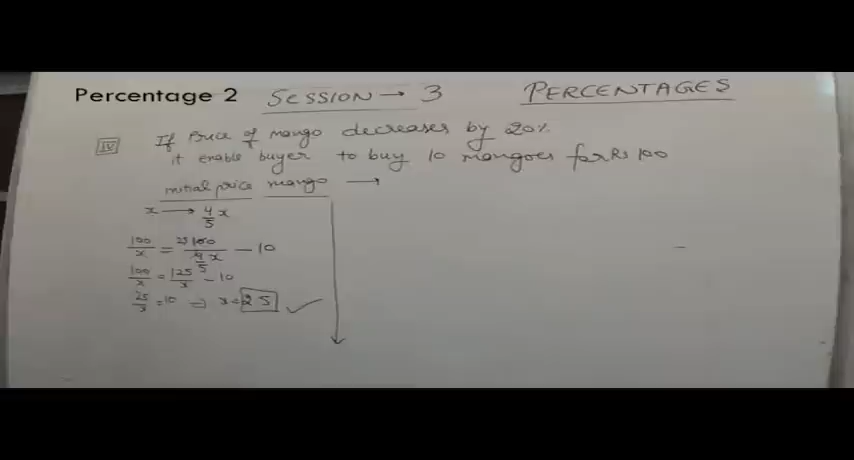 Percentage 2 SESSION → 3 PERCENTAGES
IV If Price of mango decreases by 20%
it enable buyer to buy 10 mangoes for Rs 100
initial price mango →
x → 4/5 x
100/x = 100/(4/5 x) - 10
100/x = 125/x - 10
25/x = 10 ⇒ x = 2.5 ✓